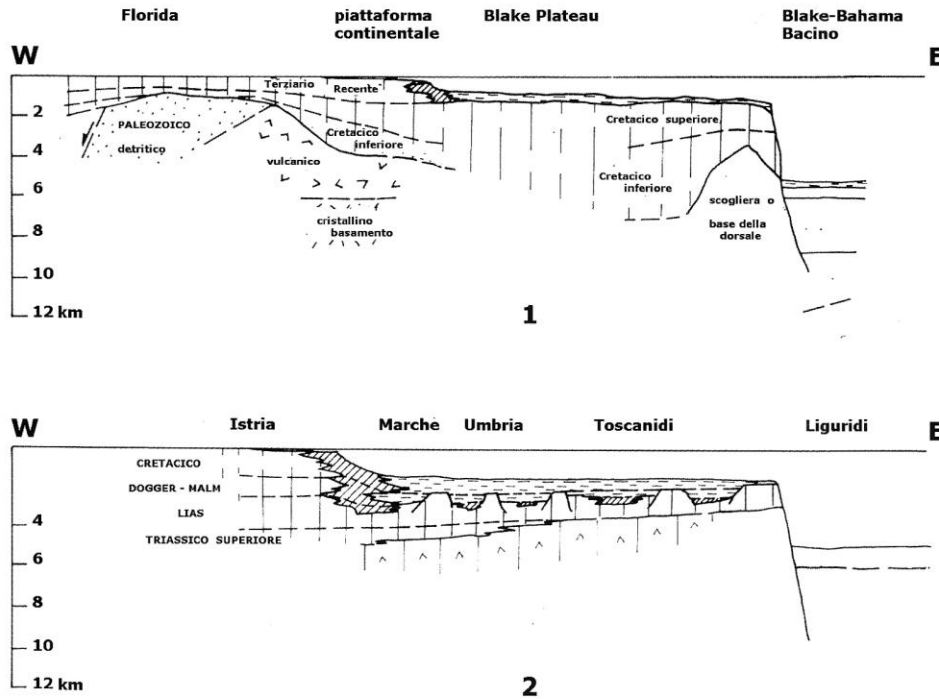 Florida
piattaforma
continentale
Blake Plateau
Blake-Bahama
Bacino
W
E
Terziario
Recente
2
PALEOZOICO
detritico
Cretacico
inferiore
Cretacico superiore
4
vulcanico
Cretacico
inferiore
6
scogliera o
base della
dorsale
cristallino
basamento
8
10
12 km
1
Istria
Marchè
Umbria
Toscanidi
Liguridi
W
E
CRETACICO
DOGGER - MALM
LIAS
4
TRIASSICO SUPERIORE
6
8
10
12 km
2